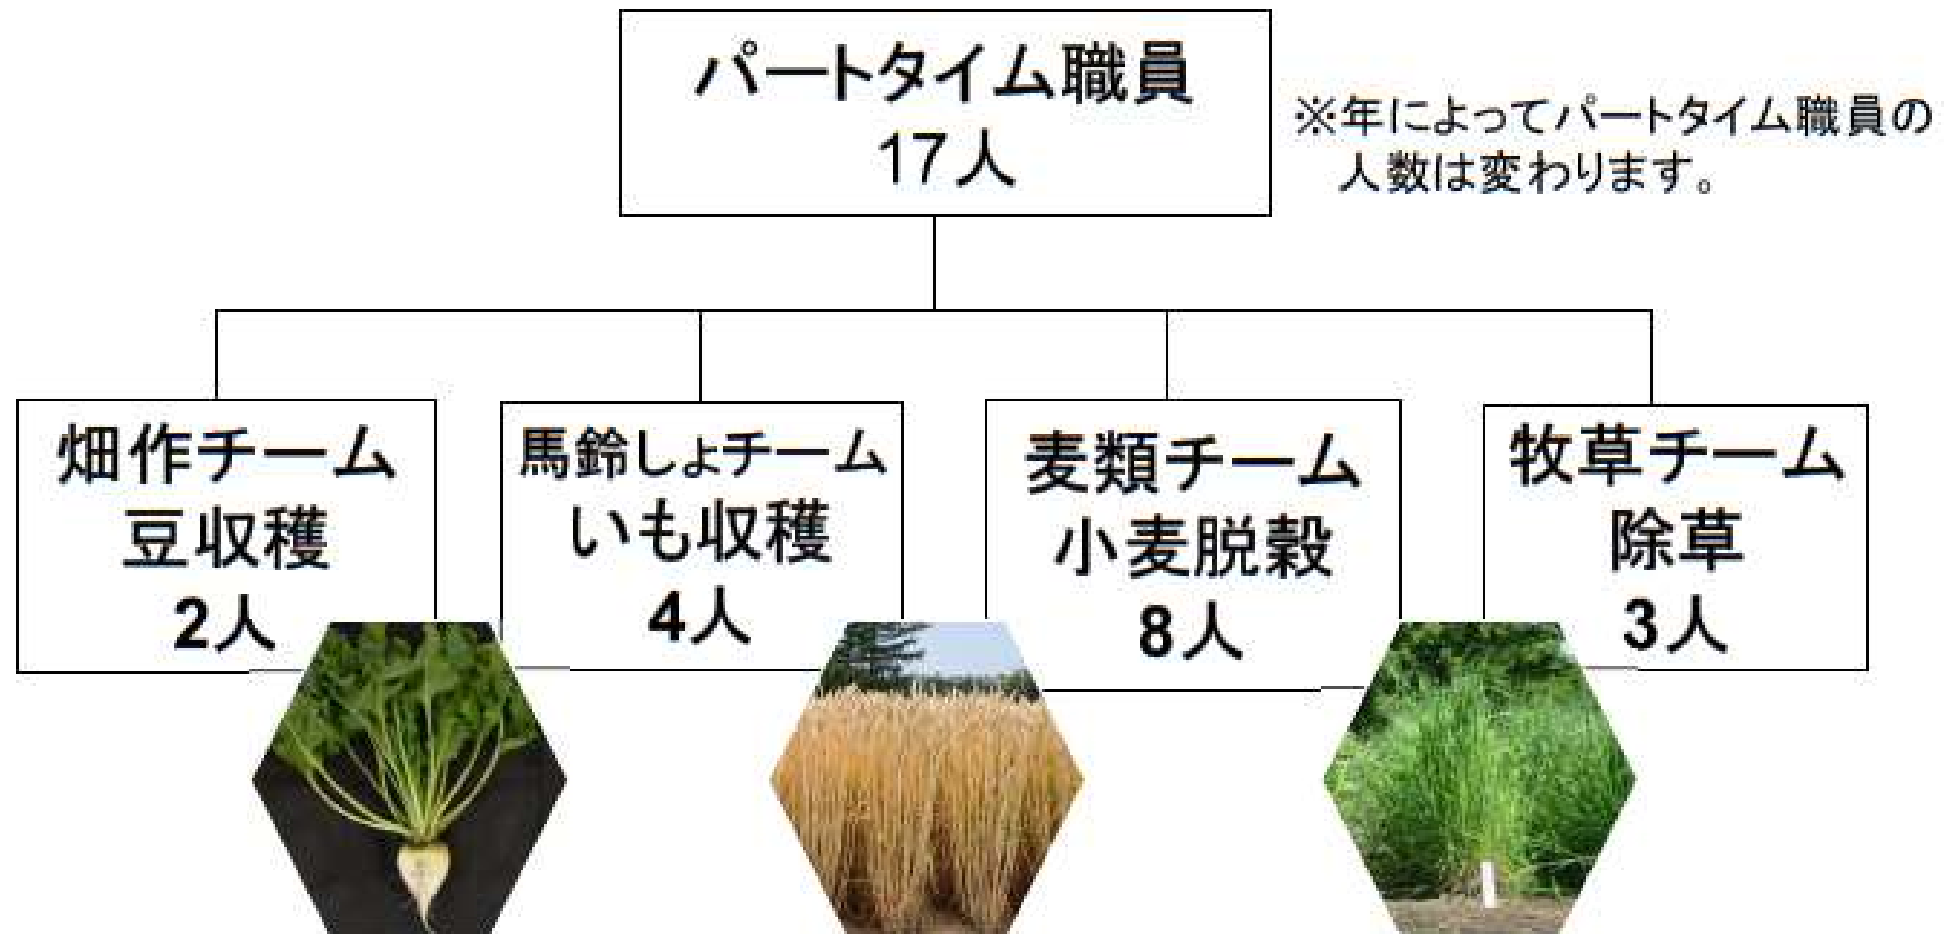 パートタイム職員
17人
※年によってパートタイム職員の
人数は変わります。
畑作チーム
豆収穫
2人
馬鈴しょチーム
いも収穫
4人
麦類チーム
小麦脱穀
8人
牧草チーム
除草
3人